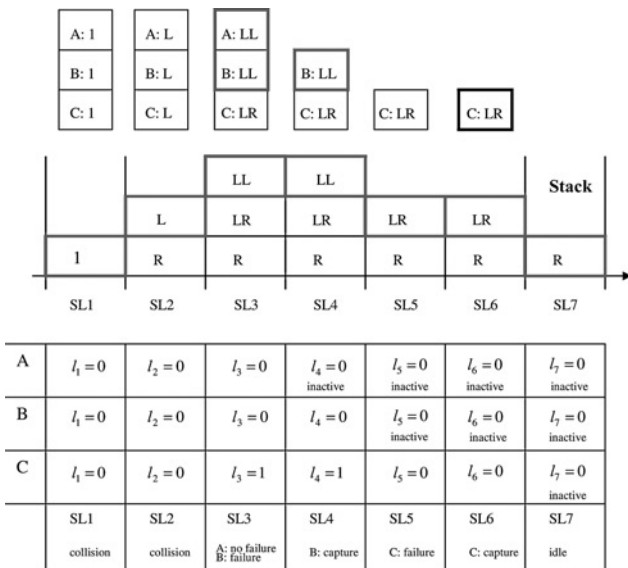 A: 1 A: L A: LL
B: 1 B: L B: LL B: LL
C: 1 C: L C: LR C: LR C: LR C: LR
LL LL Stack
L LR LR LR LR
1 R R R R R R
SL1 SL2 SL3 SL4 SL5 SL6 SL7
A l₁ = 0 l₂ = 0 l₃ = 0 l₄ = 0 l₅ = 0 l₆ = 0 l₇ = 0
inactive inactive inactive inactive
B l₁ = 0 l₂ = 0 l₃ = 0 l₄ = 0 l₅ = 0 l₆ = 0 l₇ = 0
inactive inactive inactive
C l₁ = 0 l₂ = 0 l₃ = 1 l₄ = 1 l₅ = 0 l₆ = 0 l₇ = 0
inactive
SL1 SL2 SL3 SL4 SL5 SL6 SL7
collision collision A: no failure B: capture C: failure C: capture idle
B: failure